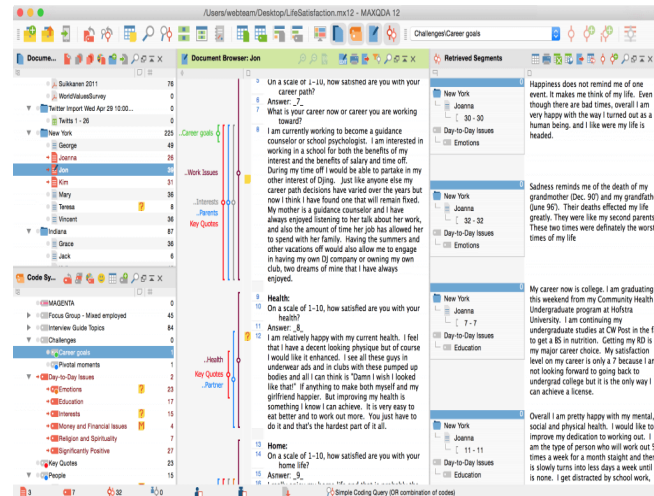 /Users/webteam/Desktop/LifeSatisfaction.mx12 - MAXQDA 12
Challenges\Career goals
Docume...
Suikkanen 2011 76
WorldValuesSurvey 0
Twitter Import Wed Apr 29 10:00... 0
Twitts 1 - 26 0
New York 225
George 49
Joanna 26
Jon
Kim 31
Mary 36
Teresa 8
Vincent 36
Indiana 87
Grace 36
Jack 6
Code Sy...
MAGENTA 0
Focus Group - Mixed employed 45
Interview Guide Topics 84
Challenges 0
Career goals 1
Pivotal moments 1
Day-to-Day Issues 2
Emotions 23
Education 17
Interests 15
Money and Financial Issues 4
Religion and Spirituality 7
Significantly Positive 27
Key Quotes 23
People 15
Document Browser: Jon
..Career goals
..Work Issues
..Interests
..Parents
Key Quotes
..Health
Key Quotes
..Partner
5 On a scale of 1–10, how satisfied are you with your
career path?
6 Answer: _7_
7 What is your career now or career you are working
toward?
8 I am currently working to become a guidance
counselor or school psychologist. I am interested in
working in a school for both the benefits of my
interest and the benefits of salary and time off.
During my time off I would be able to partake in my
other interest of Djing. Just like anyone else my
career path decisions have varied over the years but
now I think I have found one that will remain fixed.
My mother is a guidance counselor and I have
always enjoyed listening to her talk about her work,
and also the amount of time her job has allowed her
to spend with her family. Having the summers and
other vacations off would also allow me to engage
in having my own DJ company or owning my own
club, two dreams of mine that I have always
enjoyed.
9 Health:
10 On a scale of 1–10, how satisfied are you with your
health?
11 Answer: _8_
12 I am relatively happy with my current health. I feel
that I have a decent looking physique but of course
I would like it enhanced. I see all these guys in
underwear ads and in clubs with these pumped up
bodies and all I can think is "Damn I wish I looked
like that" If anything to make both myself and my
girlfriend happier. But improving my health is
something I know I can achieve. It is very easy to
eat better and to work out more. You just have to
do it and that's the hardest part of it all.
13 Home:
14 On a scale of 1–10, how satisfied are you with your
home life?
15 Answer: _8_
Retrieved Segments
New York
Joanna
30 - 30
Day-to-Day Issues
Emotions
Happiness does not remind me of one
event. It makes me think of my life. Even
though there are bad times, overall I am
very happy with the way I turned out as a
human being, and I like were my life is
headed.
New York
Joanna
32 - 32
Day-to-Day Issues
Emotions
Sadness reminds me of the death of my
grandmother (Dec. 90') and my grandfath
(June 96'). Their deaths effected my life
greatly. They were like my second parents
These two times were definately the worst
times of my life
New York
Joanna
7 - 7
Day-to-Day Issues
Education
My career now is college. I am graduating
this weekend from my Community Health
Undergraduate program at Hofstra
University. I am continuing my
undergraduate studies at CW Post in the f
to get a BS in nutrition. Getting my RD is
my major career choice. My satisfaction
level on my career is only a 7 because I ar
not looking forward to going back to
undergrad college but it is the only way I
can achieve a license.
New York
Joanna
11 - 11
Day-to-Day Issues
Education
Overall I am pretty happy with my mental,
social and physical health. I would like to
improve my dedication to working out. I
am the type of person who will work out 5
times a week for a month staight and ther
is slowly turns into less days a week until
is none. I get distracted by school work,
3 7 32 0 Simple Coding Query (OR combination of codes)